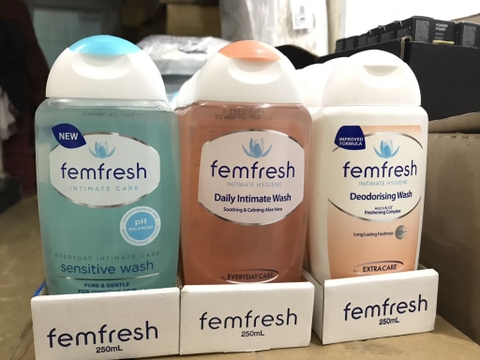 NEW
femfresh
INTIMATE CARE
pH
BALANCED
EVERYDAY INTIMATE CARE
sensitive wash
PURE & GENTLE
femfresh
250mL
femfresh
INTIMATE HYGIENE
Daily Intimate Wash
Soothing & Calming Aloe Vera
EVERYDAY CARE
femfresh
250mL
IMPROVED
FORMULA
femfresh
INTIMATE HYGIENE
Deodorising Wash
Freshening Complex
Long Lasting Freshness
EXTRA CARE
femfresh
250mL